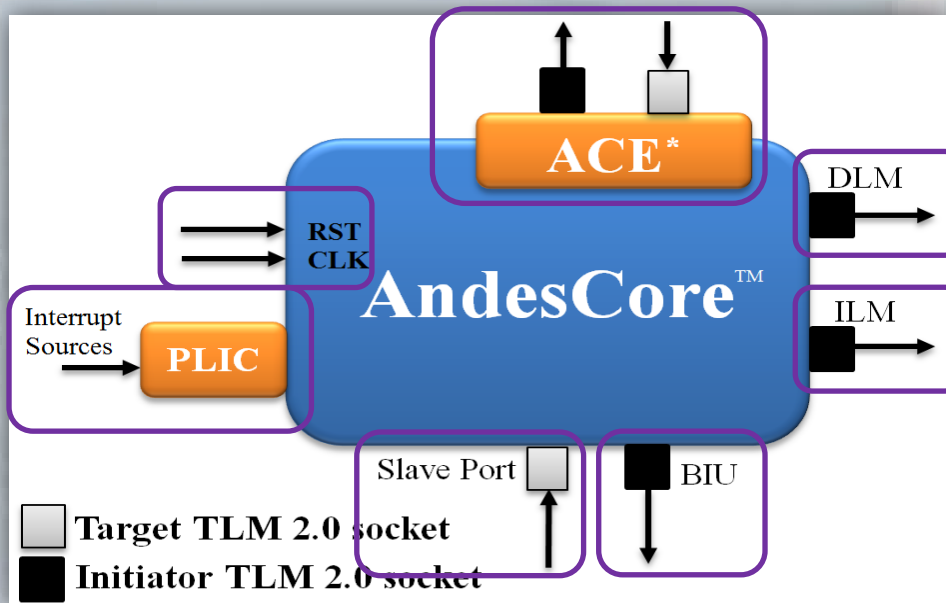 ACE*
DLM
RST
CLK
AndesCore™
ILM
Interrupt
Sources
PLIC
Slave Port
BIU
Target TLM 2.0 socket
Initiator TLM 2.0 socket